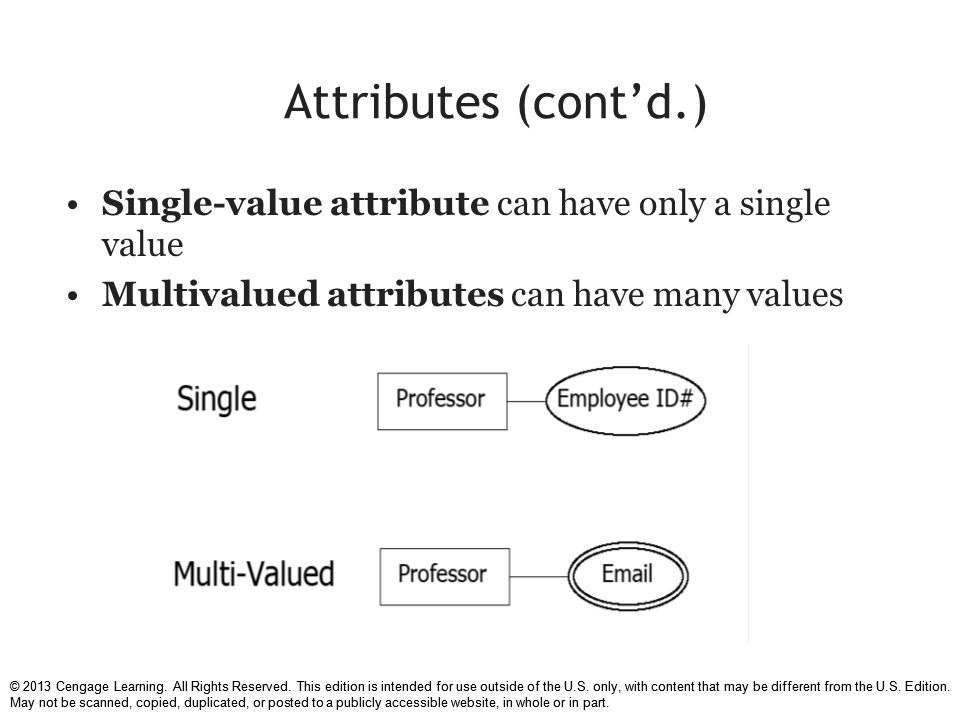 Attributes (cont’d.)
• Single-value attribute can have only a single
value
• Multivalued attributes can have many values
Single
Professor
Employee ID#
Multi-Valued
Professor
Email
© 2013 Cengage Learning. All Rights Reserved. This edition is intended for use outside of the U.S. only, with content that may be different from the U.S. Edition.
May not be scanned, copied, duplicated, or posted to a publicly accessible website, in whole or in part.